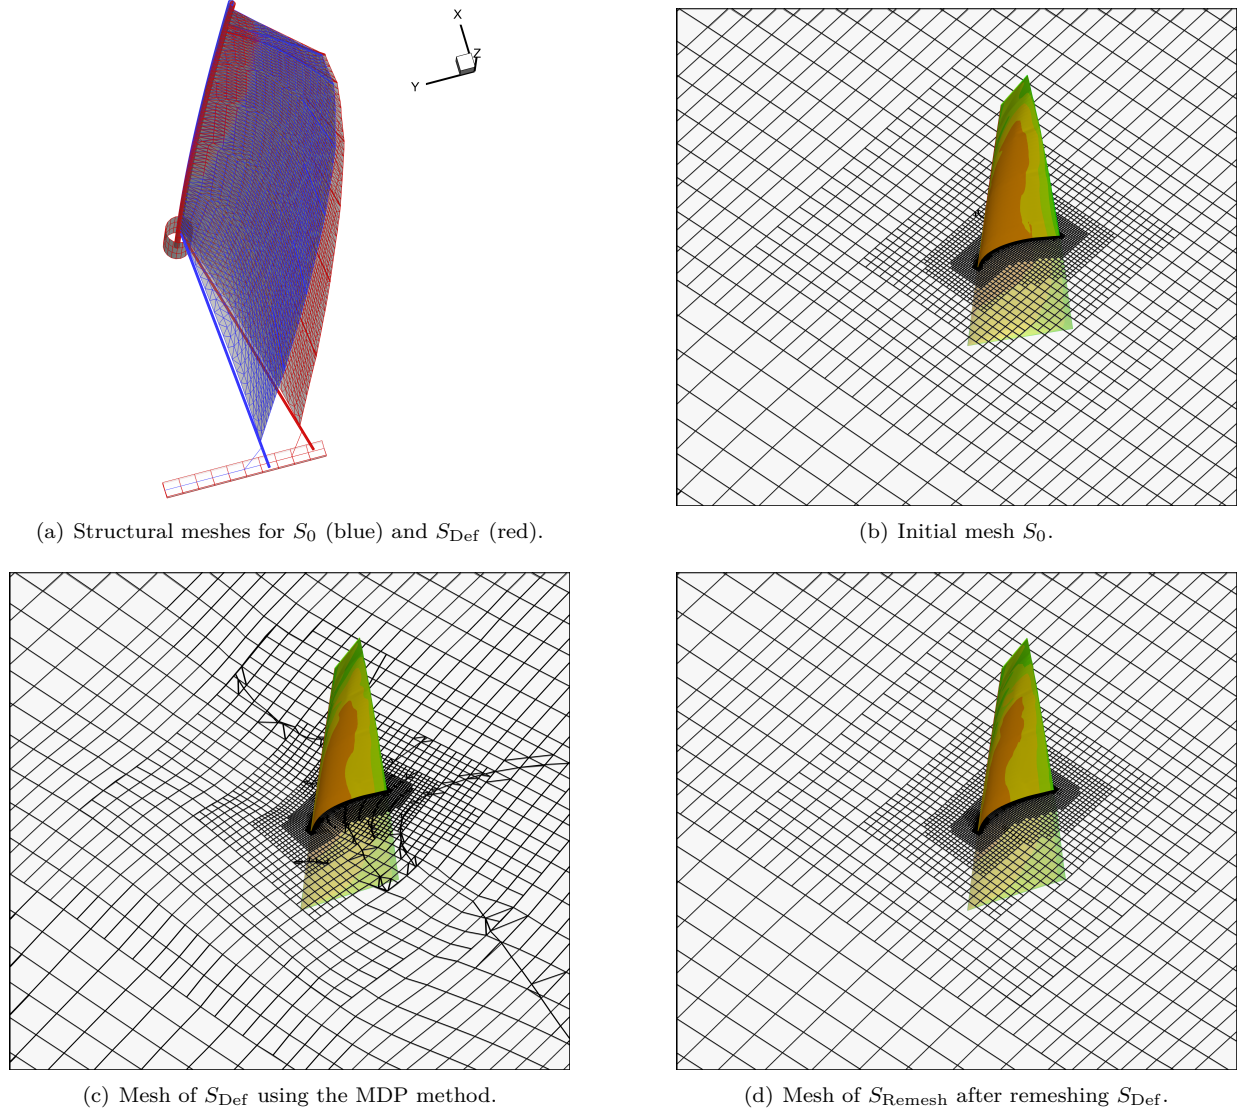 X
Z
Y
(a) Structural meshes for S₀ (blue) and S_Def (red).
(b) Initial mesh S₀.
(c) Mesh of S_Def using the MDP method.
(d) Mesh of S_Remesh after remeshing S_Def.